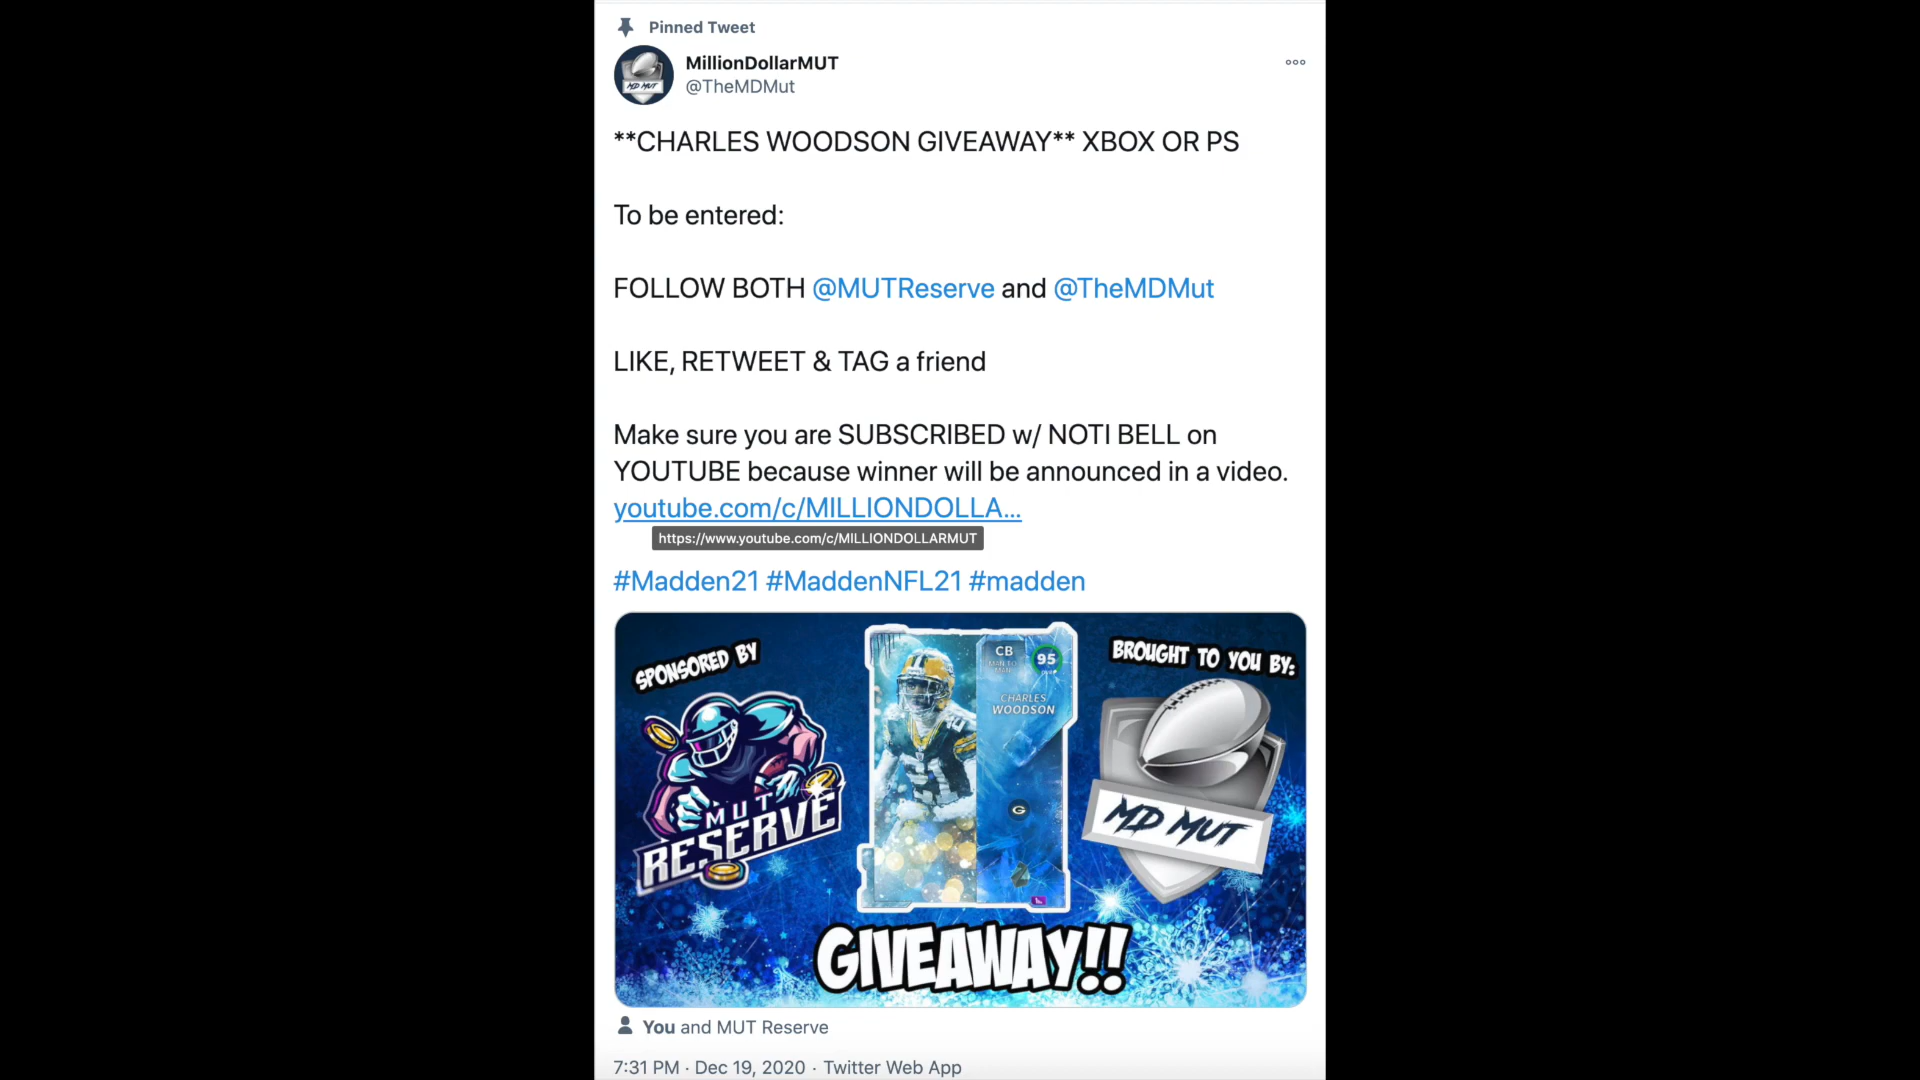 Pinned Tweet
MillionDollarMUT
@TheMDMut
**CHARLES WOODSON GIVEAWAY** XBOX OR PS
To be entered:
FOLLOW BOTH @MUTReserve and @TheMDMut
LIKE, RETWEET & TAG a friend
Make sure you are SUBSCRIBED w/ NOTI BELL on
YOUTUBE because winner will be announced in a video.
youtube.com/c/MILLIONDOLLA...
https://www.youtube.com/c/MILLIONDOLLARMUT
#Madden21 #MaddenNFL21 #madden
SPONSORED BY
MUT
RESERVE
CB
95
MAN TO
MAN
OVR
CHARLES
WOODSON
G
BROUGHT TO YOU BY:
MD MUT
GIVEAWAY!!
You and MUT Reserve
7:31 PM · Dec 19, 2020 · Twitter Web App